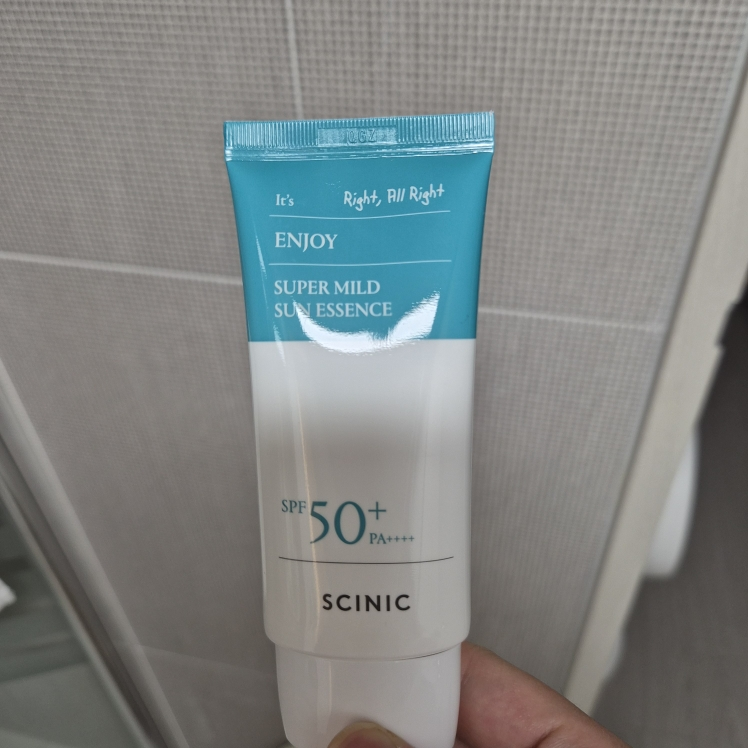 It's Right, All Right
ENJOY
SUPER MILD
SUN ESSENCE
SPF 50+
PA++++
SCINIC